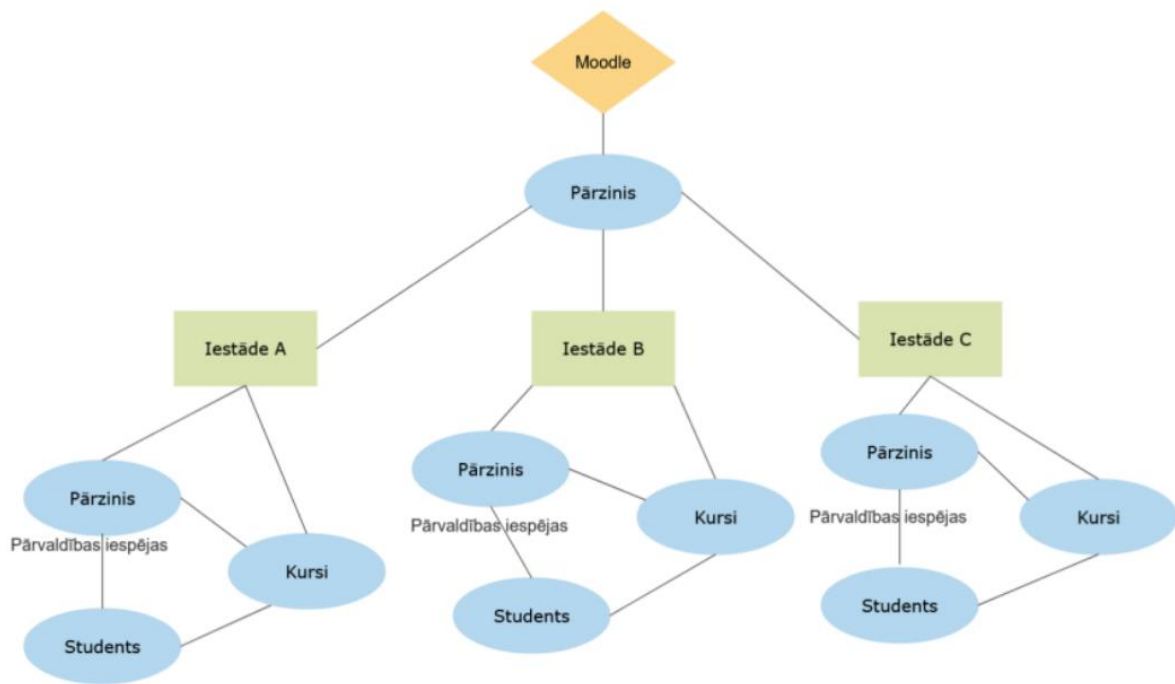 Moodle
Pārzinis
Iestāde A
Iestāde B
Iestāde C
Pārzinis
Pārvaldības iespējas
Kursi
Students
Pārzinis
Pārvaldības iespējas
Kursi
Students
Pārzinis
Pārvaldības iespējas
Kursi
Students